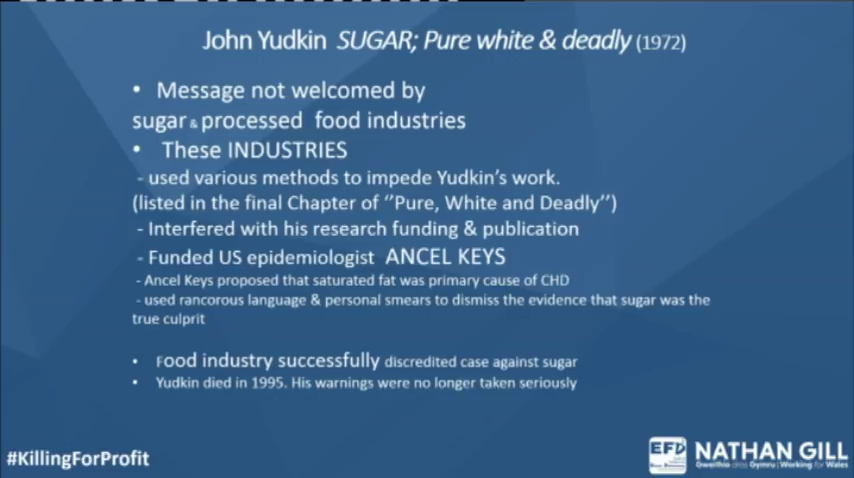 John Yudkin SUGAR; Pure white & deadly (1972)
• Message not welcomed by
sugar & processed food industries
• These INDUSTRIES
- used various methods to impede Yudkin's work.
(listed in the final Chapter of ‘’Pure, White and Deadly’’)
- Interfered with his research funding & publication
- Funded US epidemiologist ANCEL KEYS
- Ancel Keys proposed that saturated fat was primary cause of CHD
- used rancorous language & personal smears to dismiss the evidence that sugar was the
true culprit
• Food industry successfully discredited case against sugar
• Yudkin died in 1995. His warnings were no longer taken seriously
#KillingForProfit
EFD
NATHAN GILL
Gweithio dros Gymru | Working for Wales